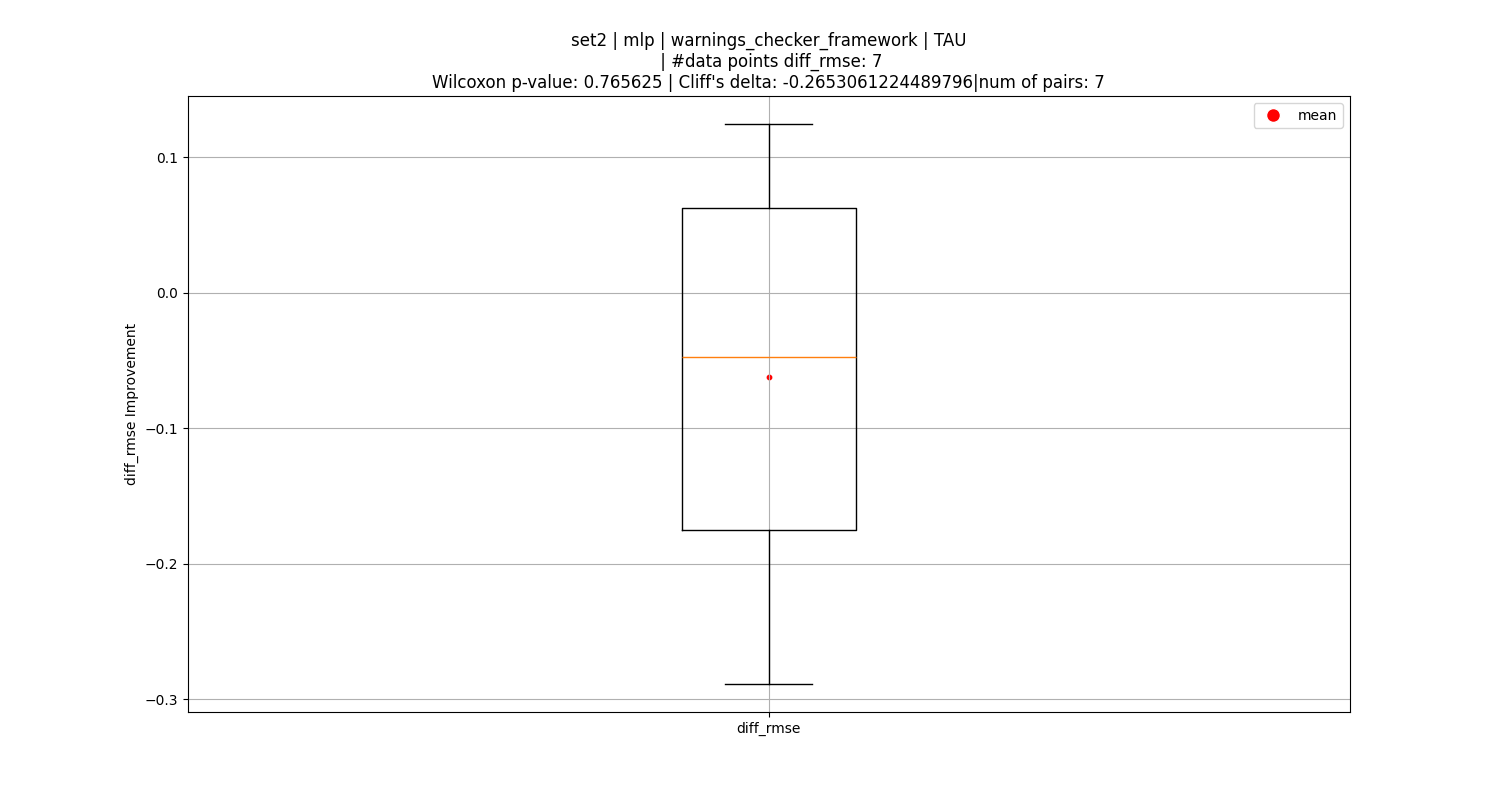 set2 | mlp | warnings_checker_framework | TAU
| #data points diff_rmse: 7
Wilcoxon p-value: 0.765625 | Cliff's delta: -0.2653061224489796|num of pairs: 7
mean
0.1
0.0
−0.1
−0.2
−0.3
diff_rmse Improvement
diff_rmse